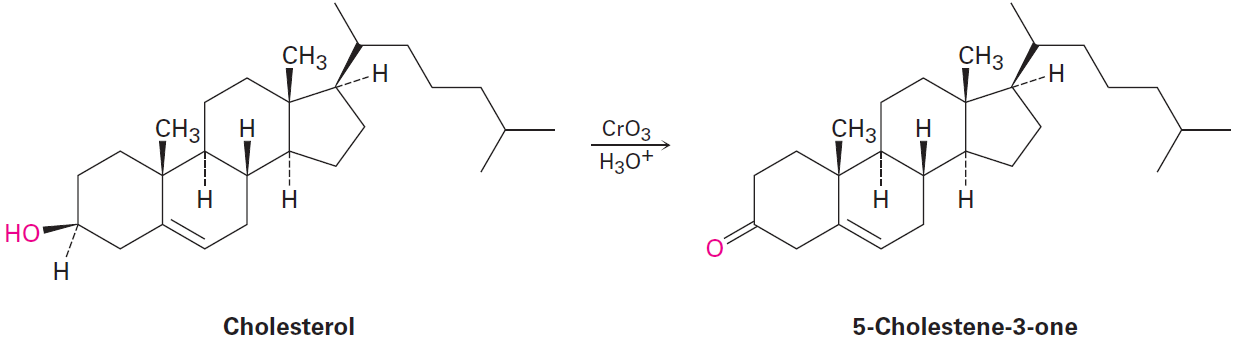 CH3
H
CH3
H
H
H
HO
H
Cholesterol
CrO3
H3O+
CH3
H
CH3
H
H
H
O
5-Cholestene-3-one